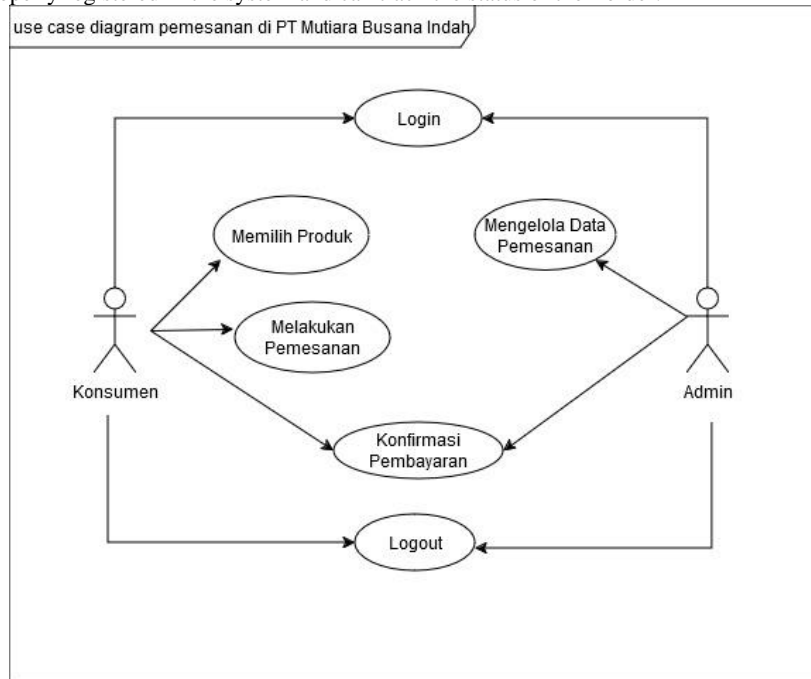 use case diagram pemesanan di PT Mutiara Busana Indah
Login
Memilih Produk
Mengelola Data
Pemesanan
Melakukan
Pemesanan
Konsumen
Admin
Konfirmasi
Pembayaran
Logout